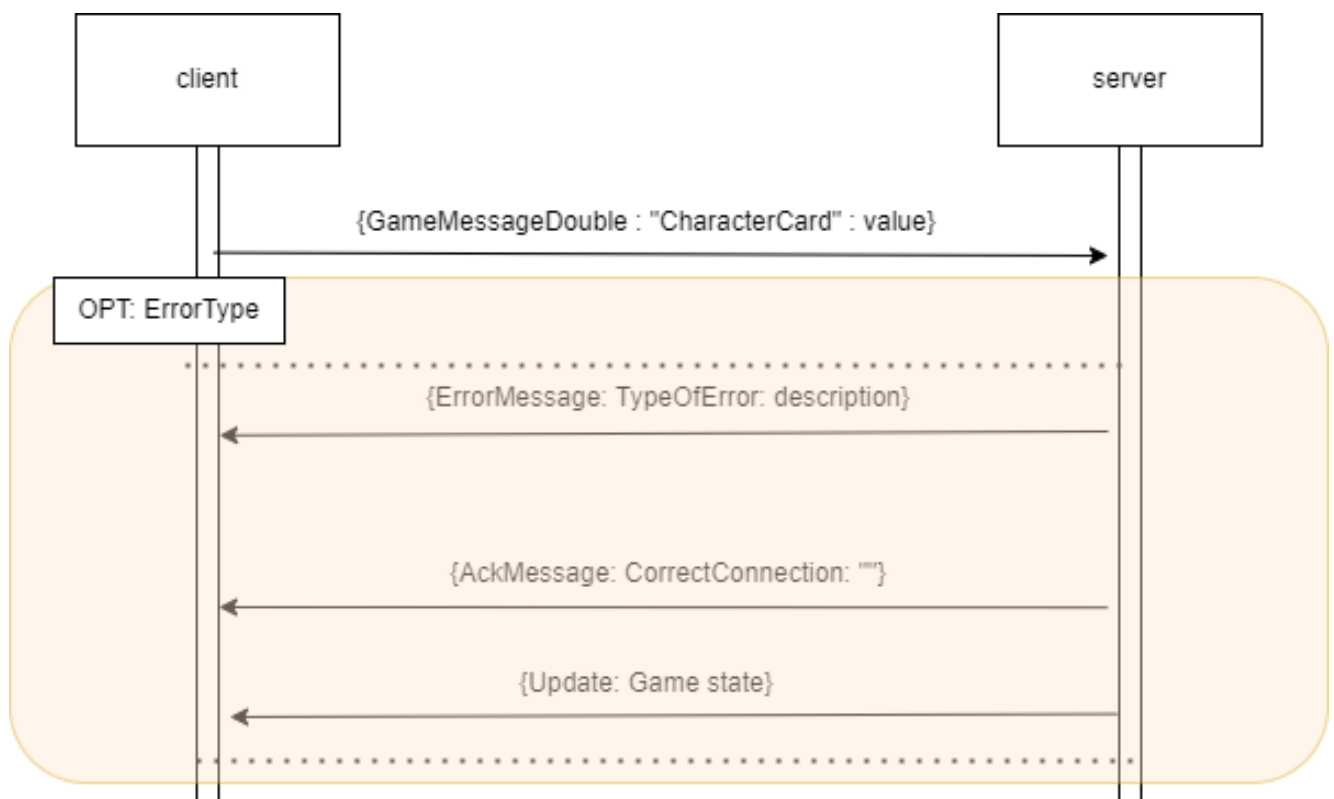 client
server
{GameMessageDouble : "CharacterCard" : value}
OPT: ErrorType
{ErrorMessage: TypeOfError: description}
{AckMessage: CorrectConnection: ""}
{Update: Game state}